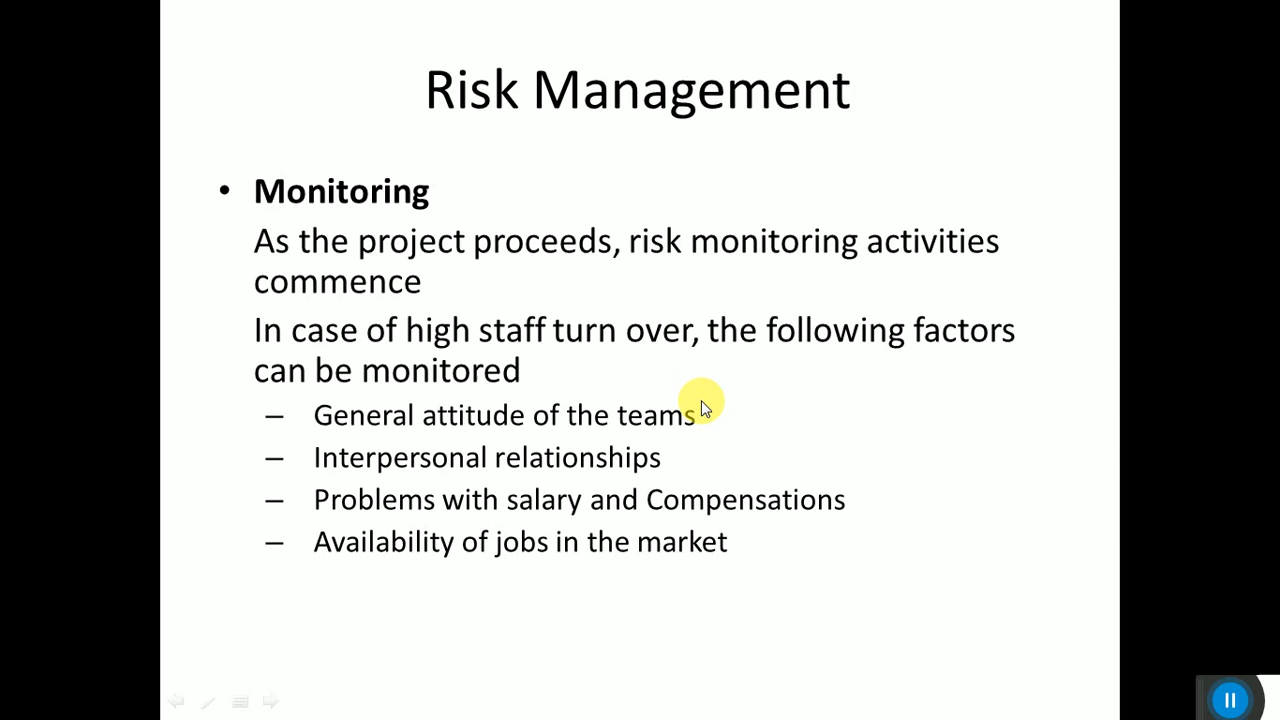 Risk Management
• Monitoring
As the project proceeds, risk monitoring activities
commence
In case of high staff turn over, the following factors
can be monitored
– General attitude of the teams
– Interpersonal relationships
– Problems with salary and Compensations
– Availability of jobs in the market